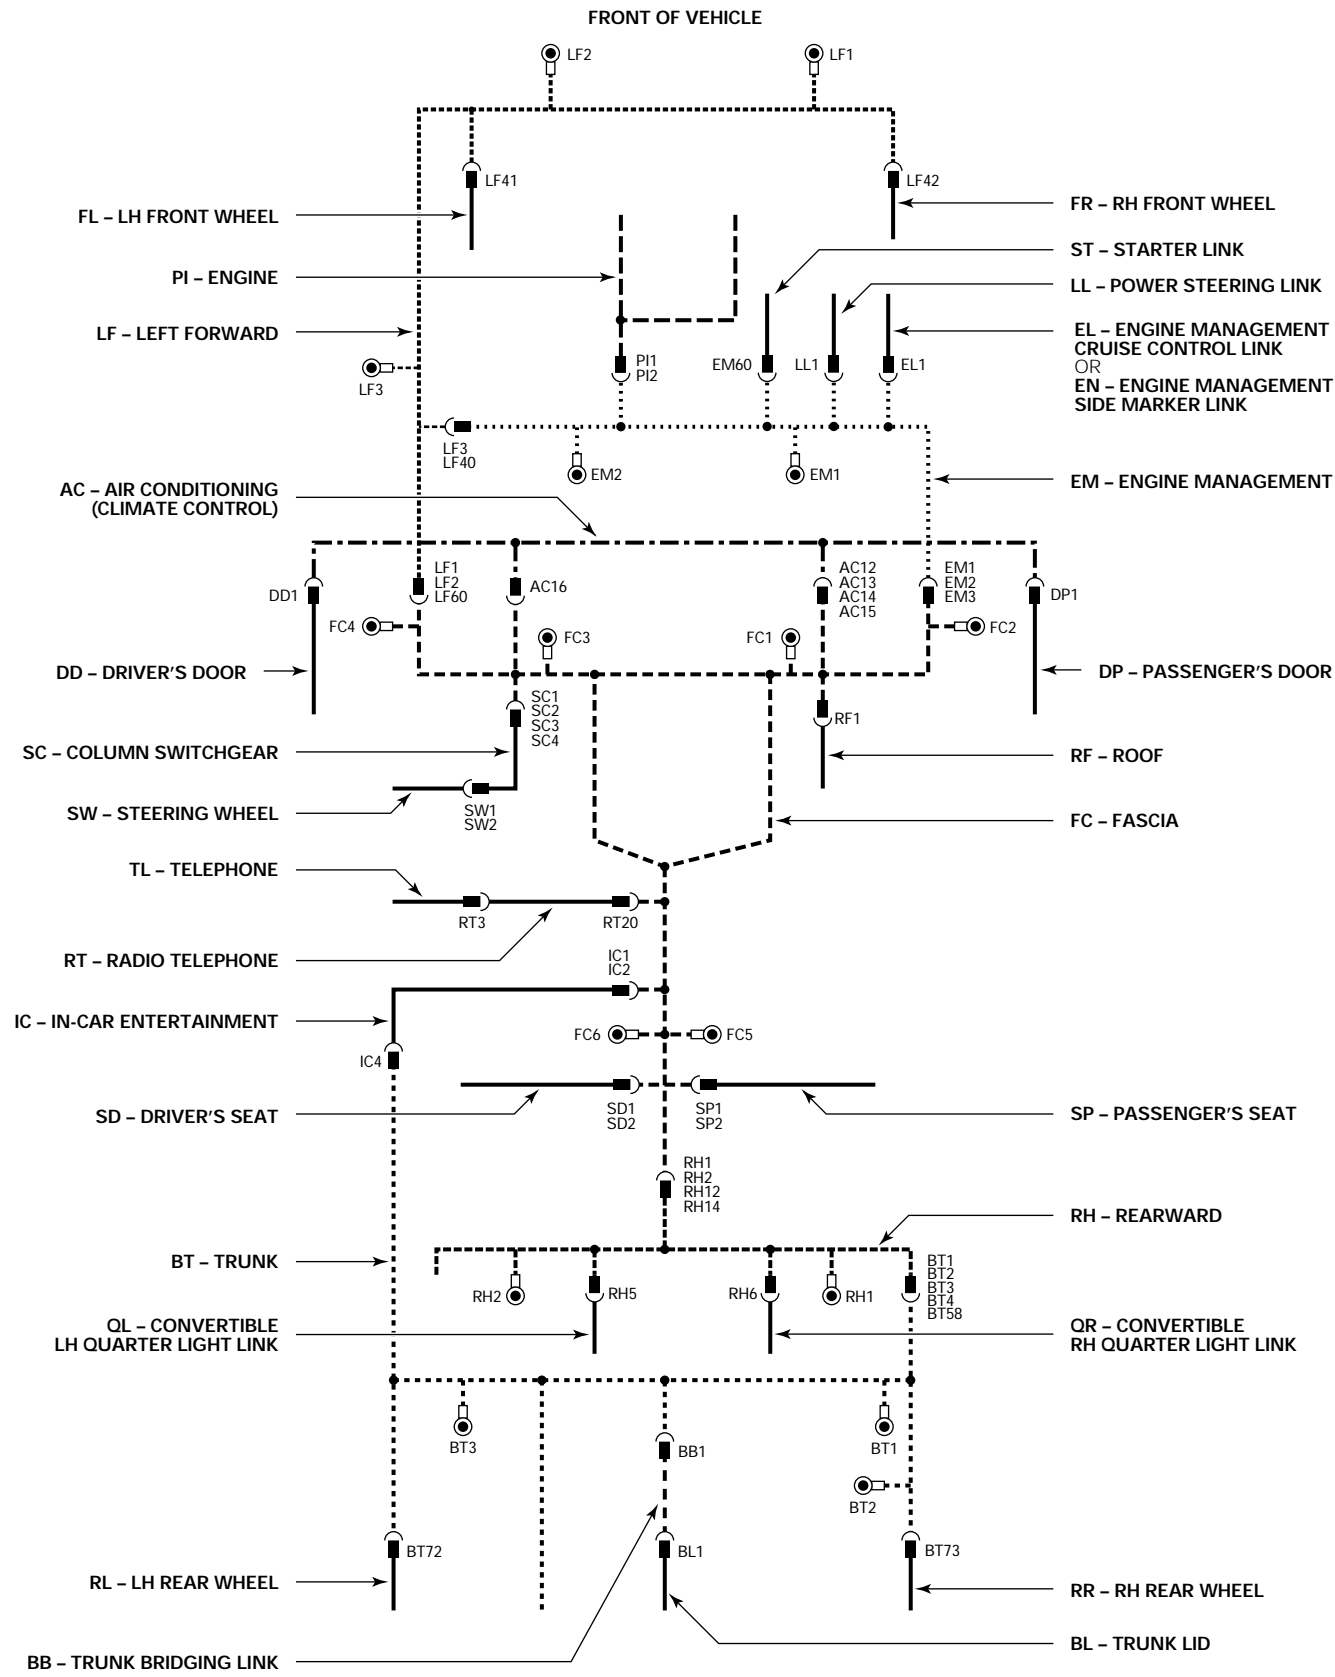 FRONT OF VEHICLE
LF2
LF1
LF41
LF42
FL – LH FRONT WHEEL
FR – RH FRONT WHEEL
ST – STARTER LINK
PI – ENGINE
LL – POWER STEERING LINK
LF – LEFT FORWARD
EL – ENGINE MANAGEMENT
CRUISE CONTROL LINK
OR
EN – ENGINE MANAGEMENT
SIDE MARKER LINK
PI1
PI2
EM60
LL1
EL1
LF3
LF3
LF40
EM2
EM1
AC – AIR CONDITIONING
(CLIMATE CONTROL)
EM – ENGINE MANAGEMENT
DD1
LF1
LF2
LF60
AC16
AC12
AC13
AC14
AC15
EM1
EM2
EM3
DP1
FC4
FC3
FC1
FC2
DD – DRIVER'S DOOR
DP – PASSENGER'S DOOR
SC1
SC2
SC3
SC4
RF1
SC – COLUMN SWITCHGEAR
RF – ROOF
SW – STEERING WHEEL
SW1
SW2
FC – FASCIA
TL – TELEPHONE
RT3
RT20
RT – RADIO TELEPHONE
IC1
IC2
IC – IN-CAR ENTERTAINMENT
FC6
FC5
IC4
SD – DRIVER'S SEAT
SD1
SD2
SP1
SP2
SP – PASSENGER'S SEAT
RH1
RH2
RH12
RH14
RH – REARWARD
BT – TRUNK
RH2
RH5
RH6
RH1
BT1
BT2
BT3
BT4
BT58
QL – CONVERTIBLE
LH QUARTER LIGHT LINK
QR – CONVERTIBLE
RH QUARTER LIGHT LINK
BT3
BB1
BT1
BT2
BT72
BL1
BT73
RL – LH REAR WHEEL
RR – RH REAR WHEEL
BL – TRUNK LID
BB – TRUNK BRIDGING LINK